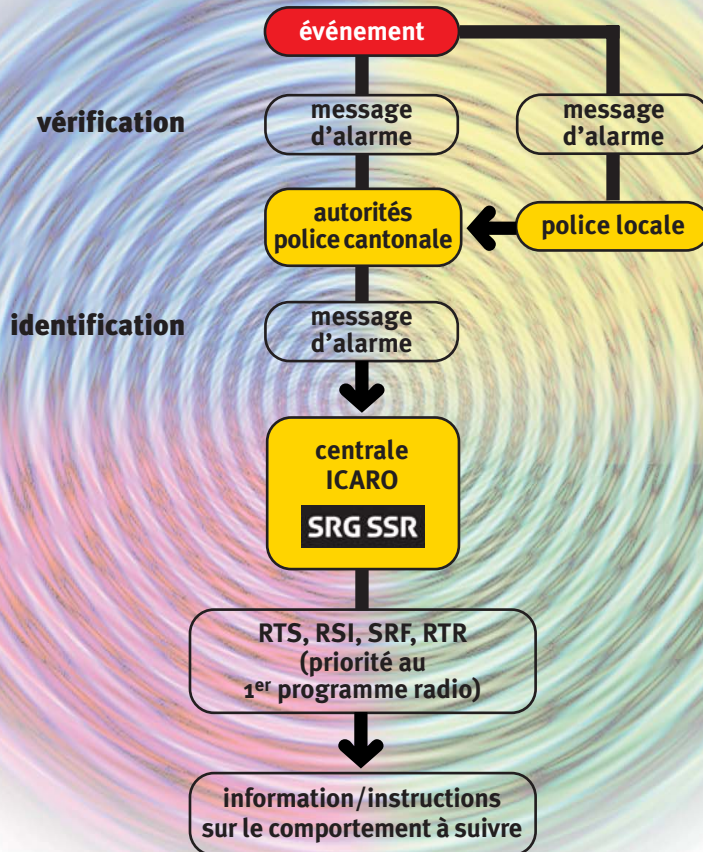 événement
vérification
message
d'alarme
message
d'alarme
autorités
police cantonale
police locale
identification
message
d'alarme
centrale
ICARO
SRG SSR
RTS, RSI, SRF, RTR
(priorité au
1er programme radio)
information/instructions
sur le comportement à suivre